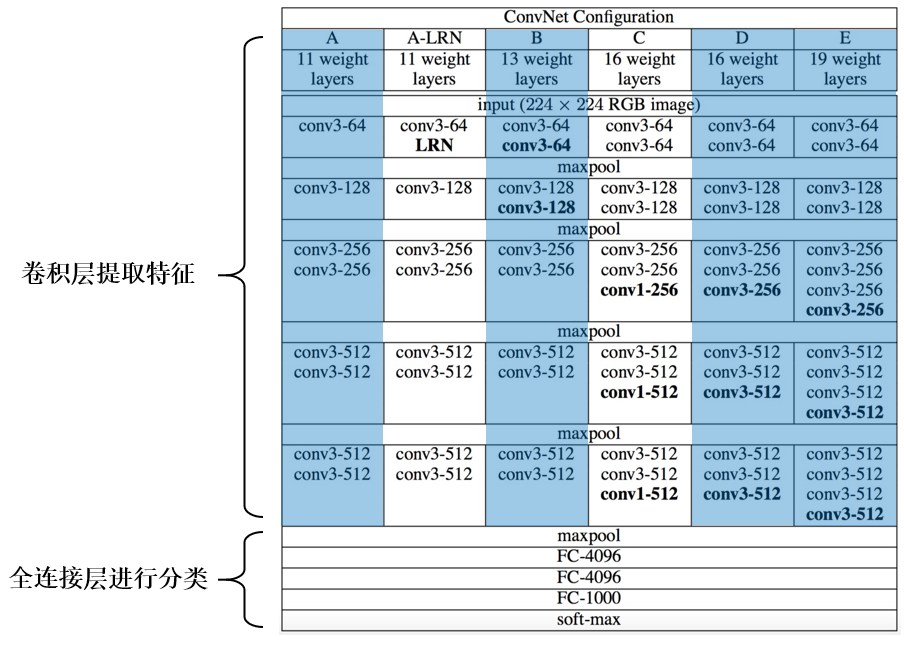 ConvNet Configuration
A A-LRN B C D E
11 weight 11 weight 13 weight 16 weight 16 weight 19 weight
layers layers layers layers layers layers
input (224 × 224 RGB image)
conv3-64 conv3-64 conv3-64 conv3-64 conv3-64 conv3-64
LRN conv3-64 conv3-64 conv3-64 conv3-64
maxpool
conv3-128 conv3-128 conv3-128 conv3-128 conv3-128 conv3-128
conv3-128 conv3-128 conv3-128 conv3-128
maxpool
conv3-256 conv3-256 conv3-256 conv3-256 conv3-256 conv3-256
卷积层提取特征
conv3-256 conv3-256 conv3-256 conv3-256 conv3-256 conv3-256
conv1-256 conv3-256 conv3-256
conv3-256
maxpool
conv3-512 conv3-512 conv3-512 conv3-512 conv3-512 conv3-512
conv3-512 conv3-512 conv3-512 conv3-512 conv3-512 conv3-512
conv1-512 conv3-512 conv3-512
conv3-512
maxpool
conv3-512 conv3-512 conv3-512 conv3-512 conv3-512 conv3-512
conv3-512 conv3-512 conv3-512 conv3-512 conv3-512 conv3-512
conv1-512 conv3-512 conv3-512
conv3-512
maxpool
FC-4096
全连接层进行分类
FC-4096
FC-1000
soft-max